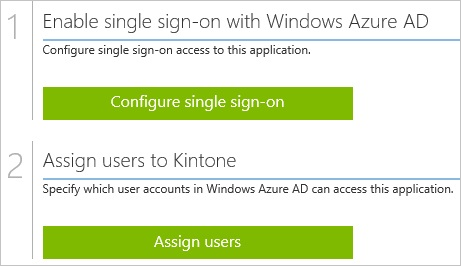 1
Enable single sign-on with Windows Azure AD
Configure single sign-on access to this application.
Configure single sign-on
2
Assign users to Kintone
Specify which user accounts in Windows Azure AD can access this application.
Assign users